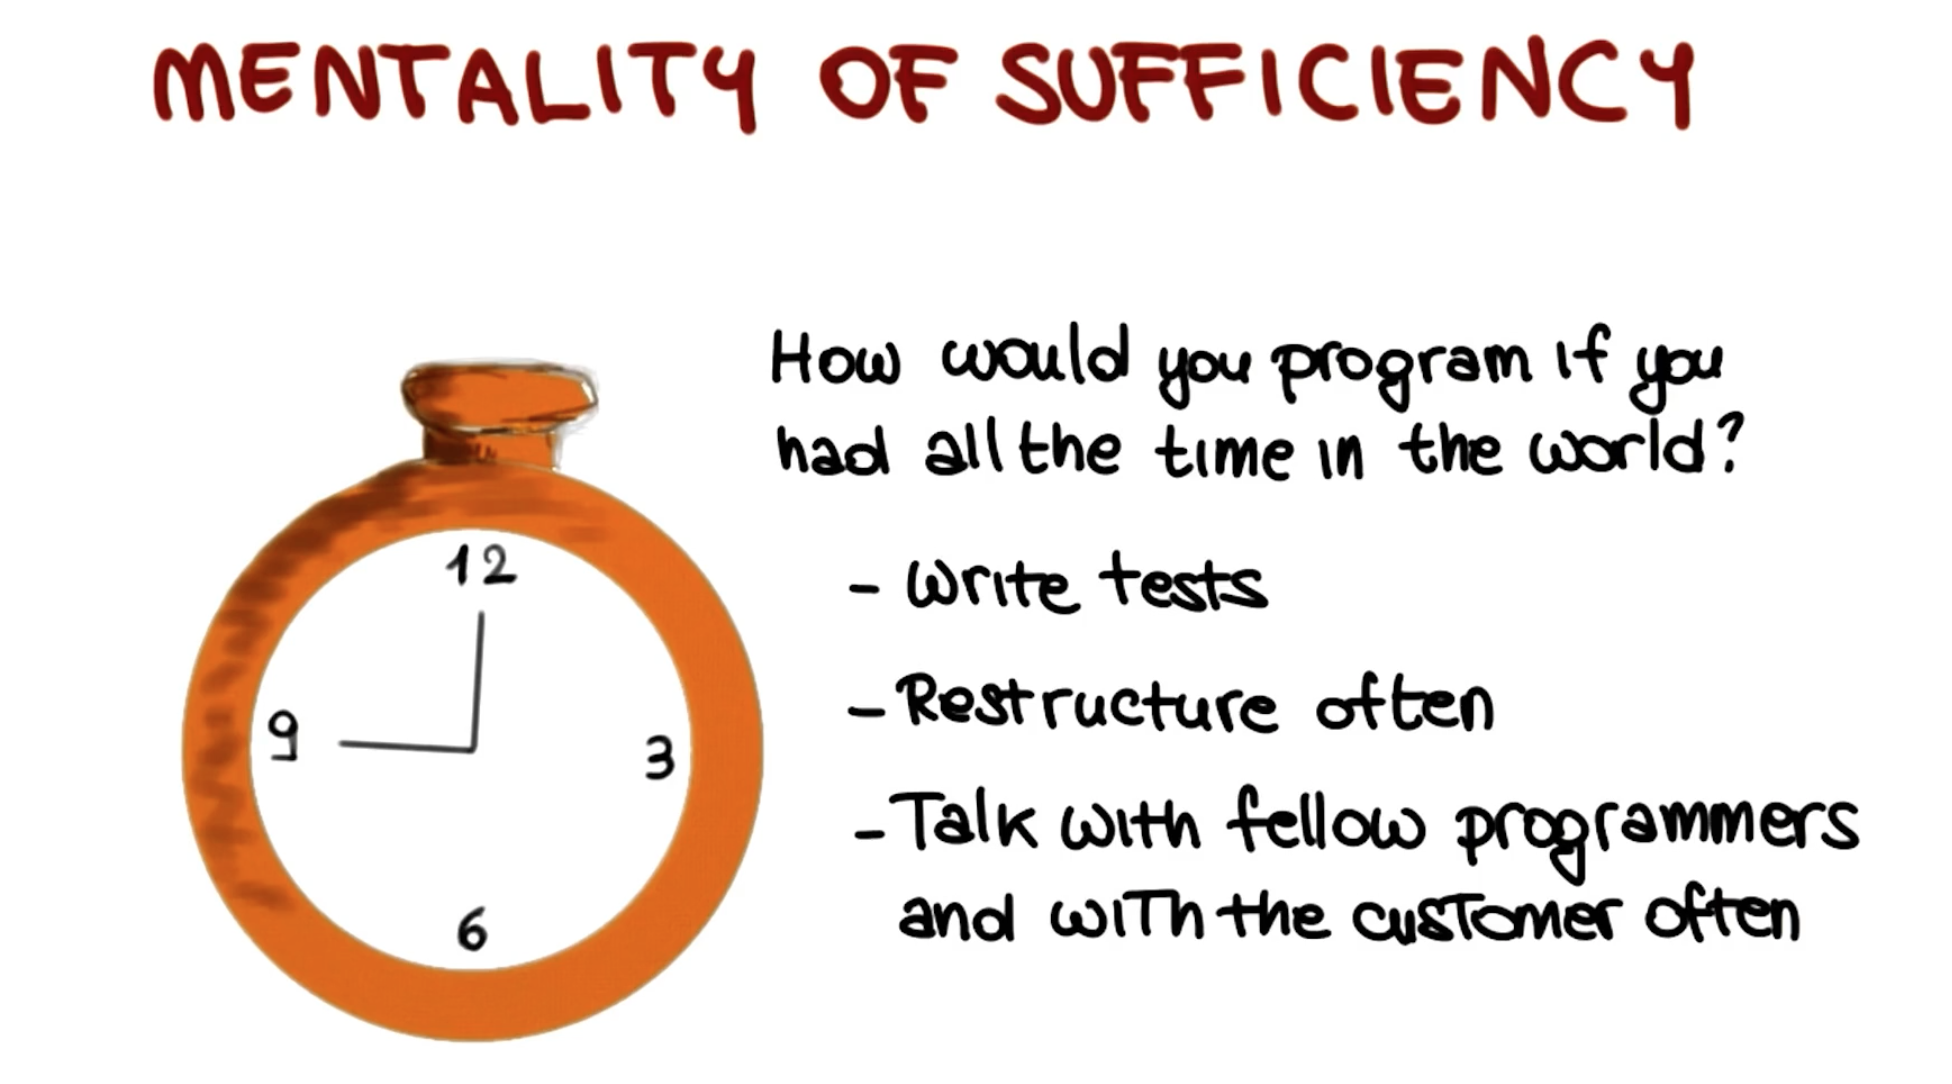 MENTALITY OF SUFFICIENCY
How would you program if you
had all the time in the world?
- Write tests
- Restructure often
- Talk with fellow programmers
and with the customer often
12
9
3
6